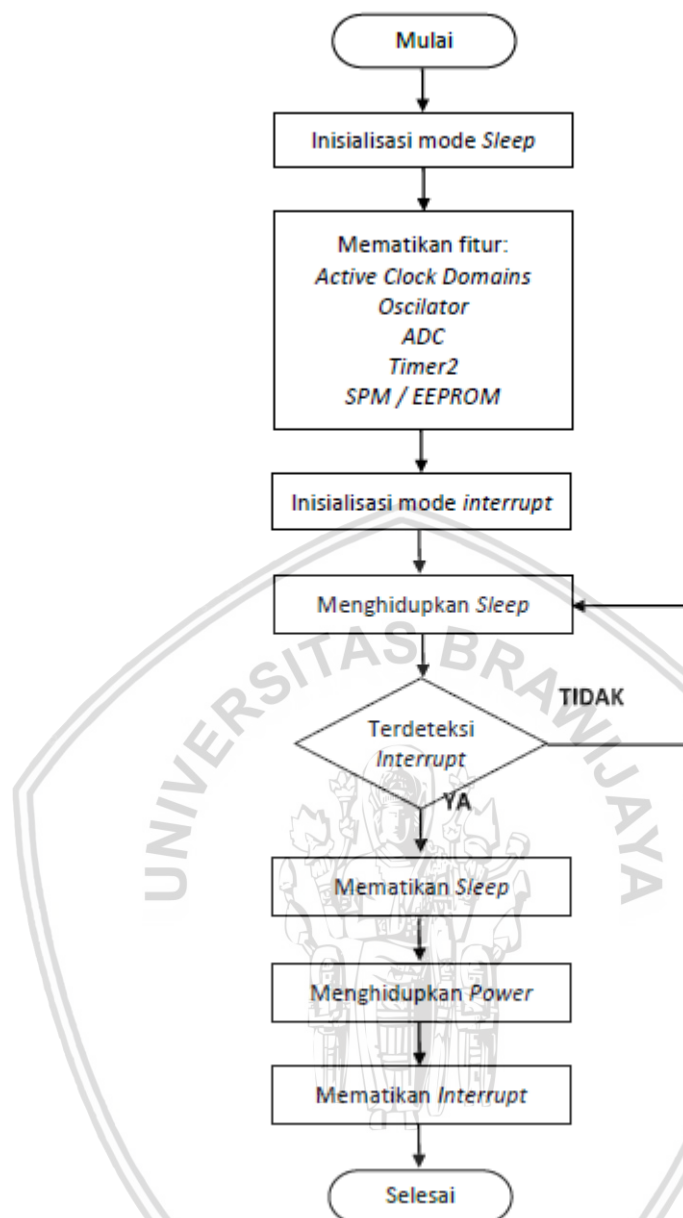 Mulai
Inisialisasi mode Sleep
Mematikan fitur:
Active Clock Domains
Oscilator
ADC
Timer2
SPM / EEPROM
Inisialisasi mode interrupt
Menghidupkan Sleep
UNIVERSITAS BRAWIJAYA
TIDAK
Terdeteksi
Interrupt
YA
Mematikan Sleep
Menghidupkan Power
Mematikan Interrupt
Selesai